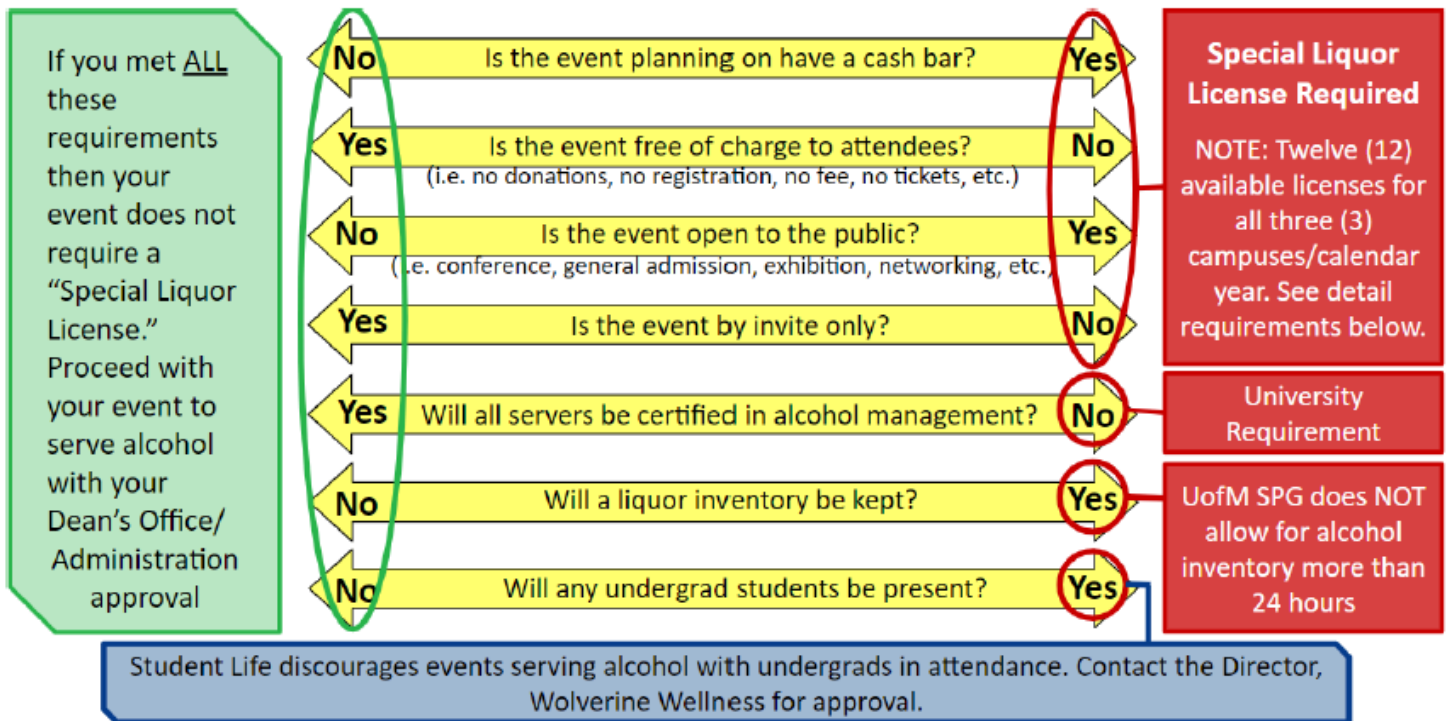 If you met ALL
these
requirements
then your
event does not
require a
“Special Liquor
License.”
Proceed with
your event to
serve alcohol
with your
Dean’s Office/
Administration
approval
No Is the event planning on have a cash bar? Yes
Yes Is the event free of charge to attendees? No
(i.e. no donations, no registration, no fee, no tickets, etc.)
No Is the event open to the public? Yes
(i.e. conference, general admission, exhibition, networking, etc.)
Yes Is the event by invite only? No
Yes Will all servers be certified in alcohol management? No
No Will a liquor inventory be kept? Yes
No Will any undergrad students be present? Yes
Special Liquor
License Required
NOTE: Twelve (12)
available licenses for
all three (3)
campuses/calendar
year. See detail
requirements below.
University
Requirement
UofM SPG does NOT
allow for alcohol
inventory more than
24 hours
Student Life discourages events serving alcohol with undergrads in attendance. Contact the Director,
Wolverine Wellness for approval.